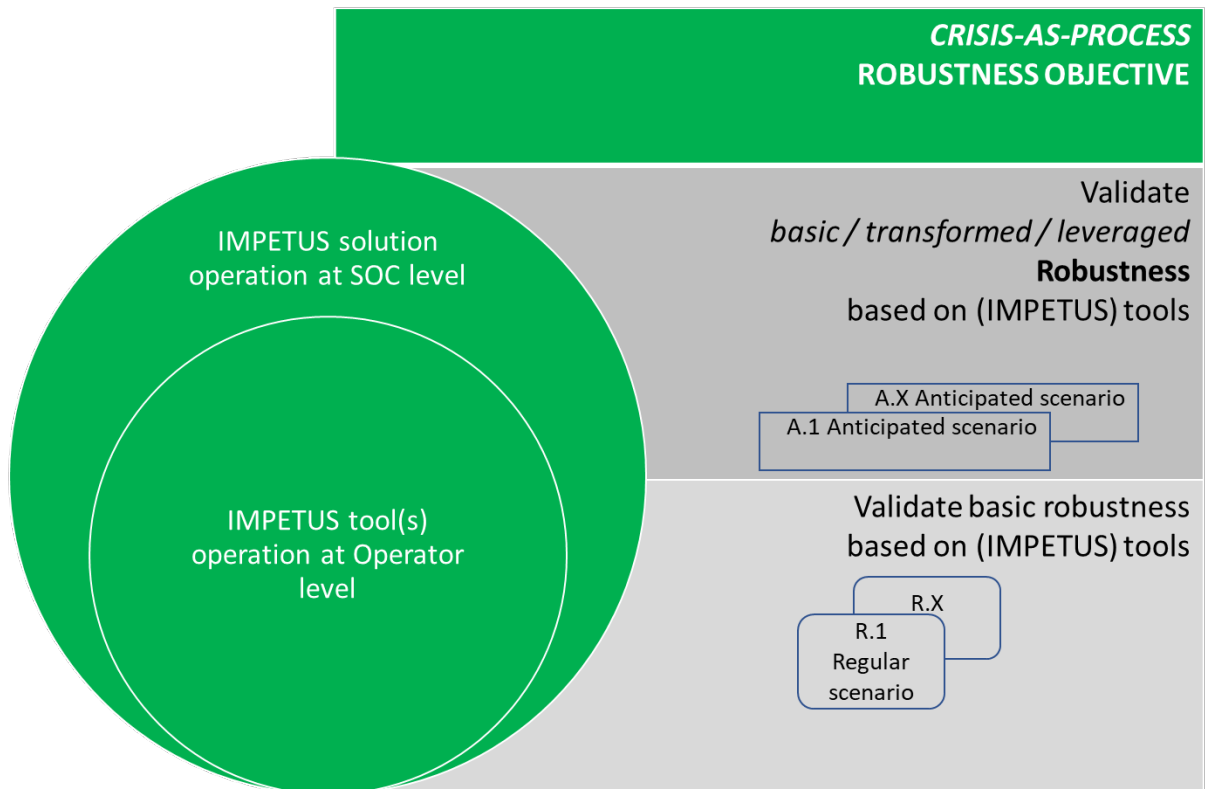 CRISIS-AS-PROCESS
ROBUSTNESS OBJECTIVE
IMPETUS solution
operation at SOC level
Validate
basic / transformed / leveraged
Robustness
based on (IMPETUS) tools
A.X Anticipated scenario
A.1 Anticipated scenario
IMPETUS tool(s)
operation at Operator
level
Validate basic robustness
based on (IMPETUS) tools
R.X
R.1
Regular
scenario